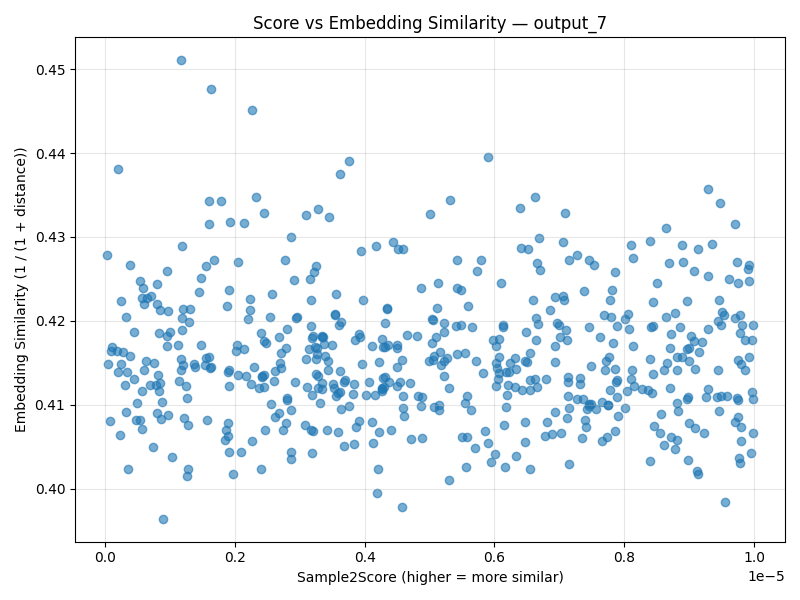 Score vs Embedding Similarity — output_7
Embedding Similarity (1 / (1 + distance))
0.45
0.44
0.43
0.42
0.41
0.40
0.0 0.2 0.4 0.6 0.8 1.0
1e−5
Sample2Score (higher = more similar)